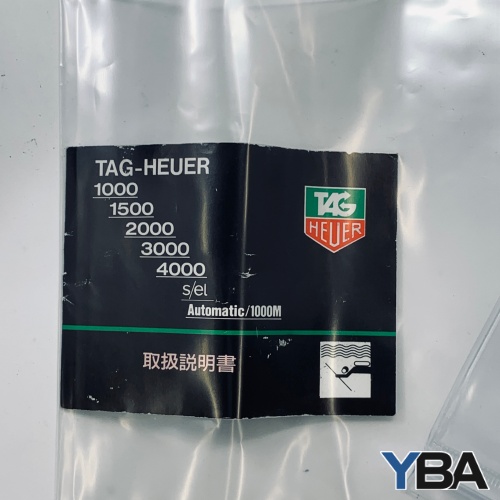 TAG-HEUER
1000
1500
2000
3000
4000
s/el
Automatic/1000M
取扱説明書
TAG
HEUER
YBA